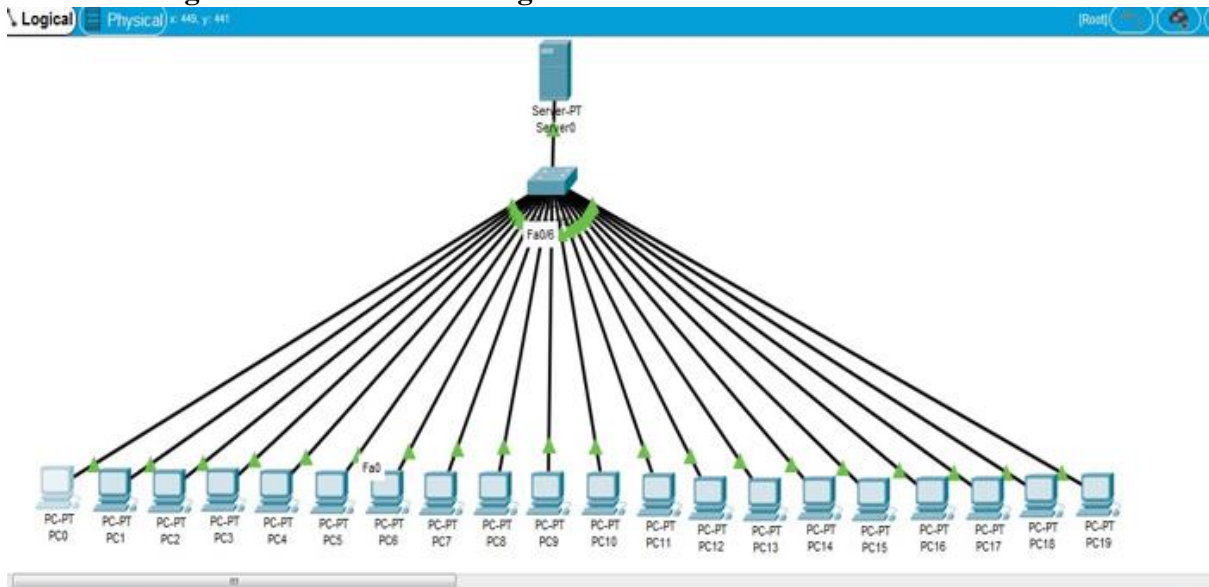 Logical
Physical x: 445, y: 441
[Root]
Server-PT
Server0
Fa0/6
Fa0
PC-PT PC-PT PC-PT PC-PT PC-PT PC-PT PC-PT PC-PT PC-PT PC-PT PC-PT PC-PT PC-PT PC-PT PC-PT PC-PT PC-PT PC-PT PC-PT PC-PT
PC0 PC1 PC2 PC3 PC4 PC5 PC6 PC7 PC8 PC9 PC10 PC11 PC12 PC13 PC14 PC15 PC16 PC17 PC18 PC19